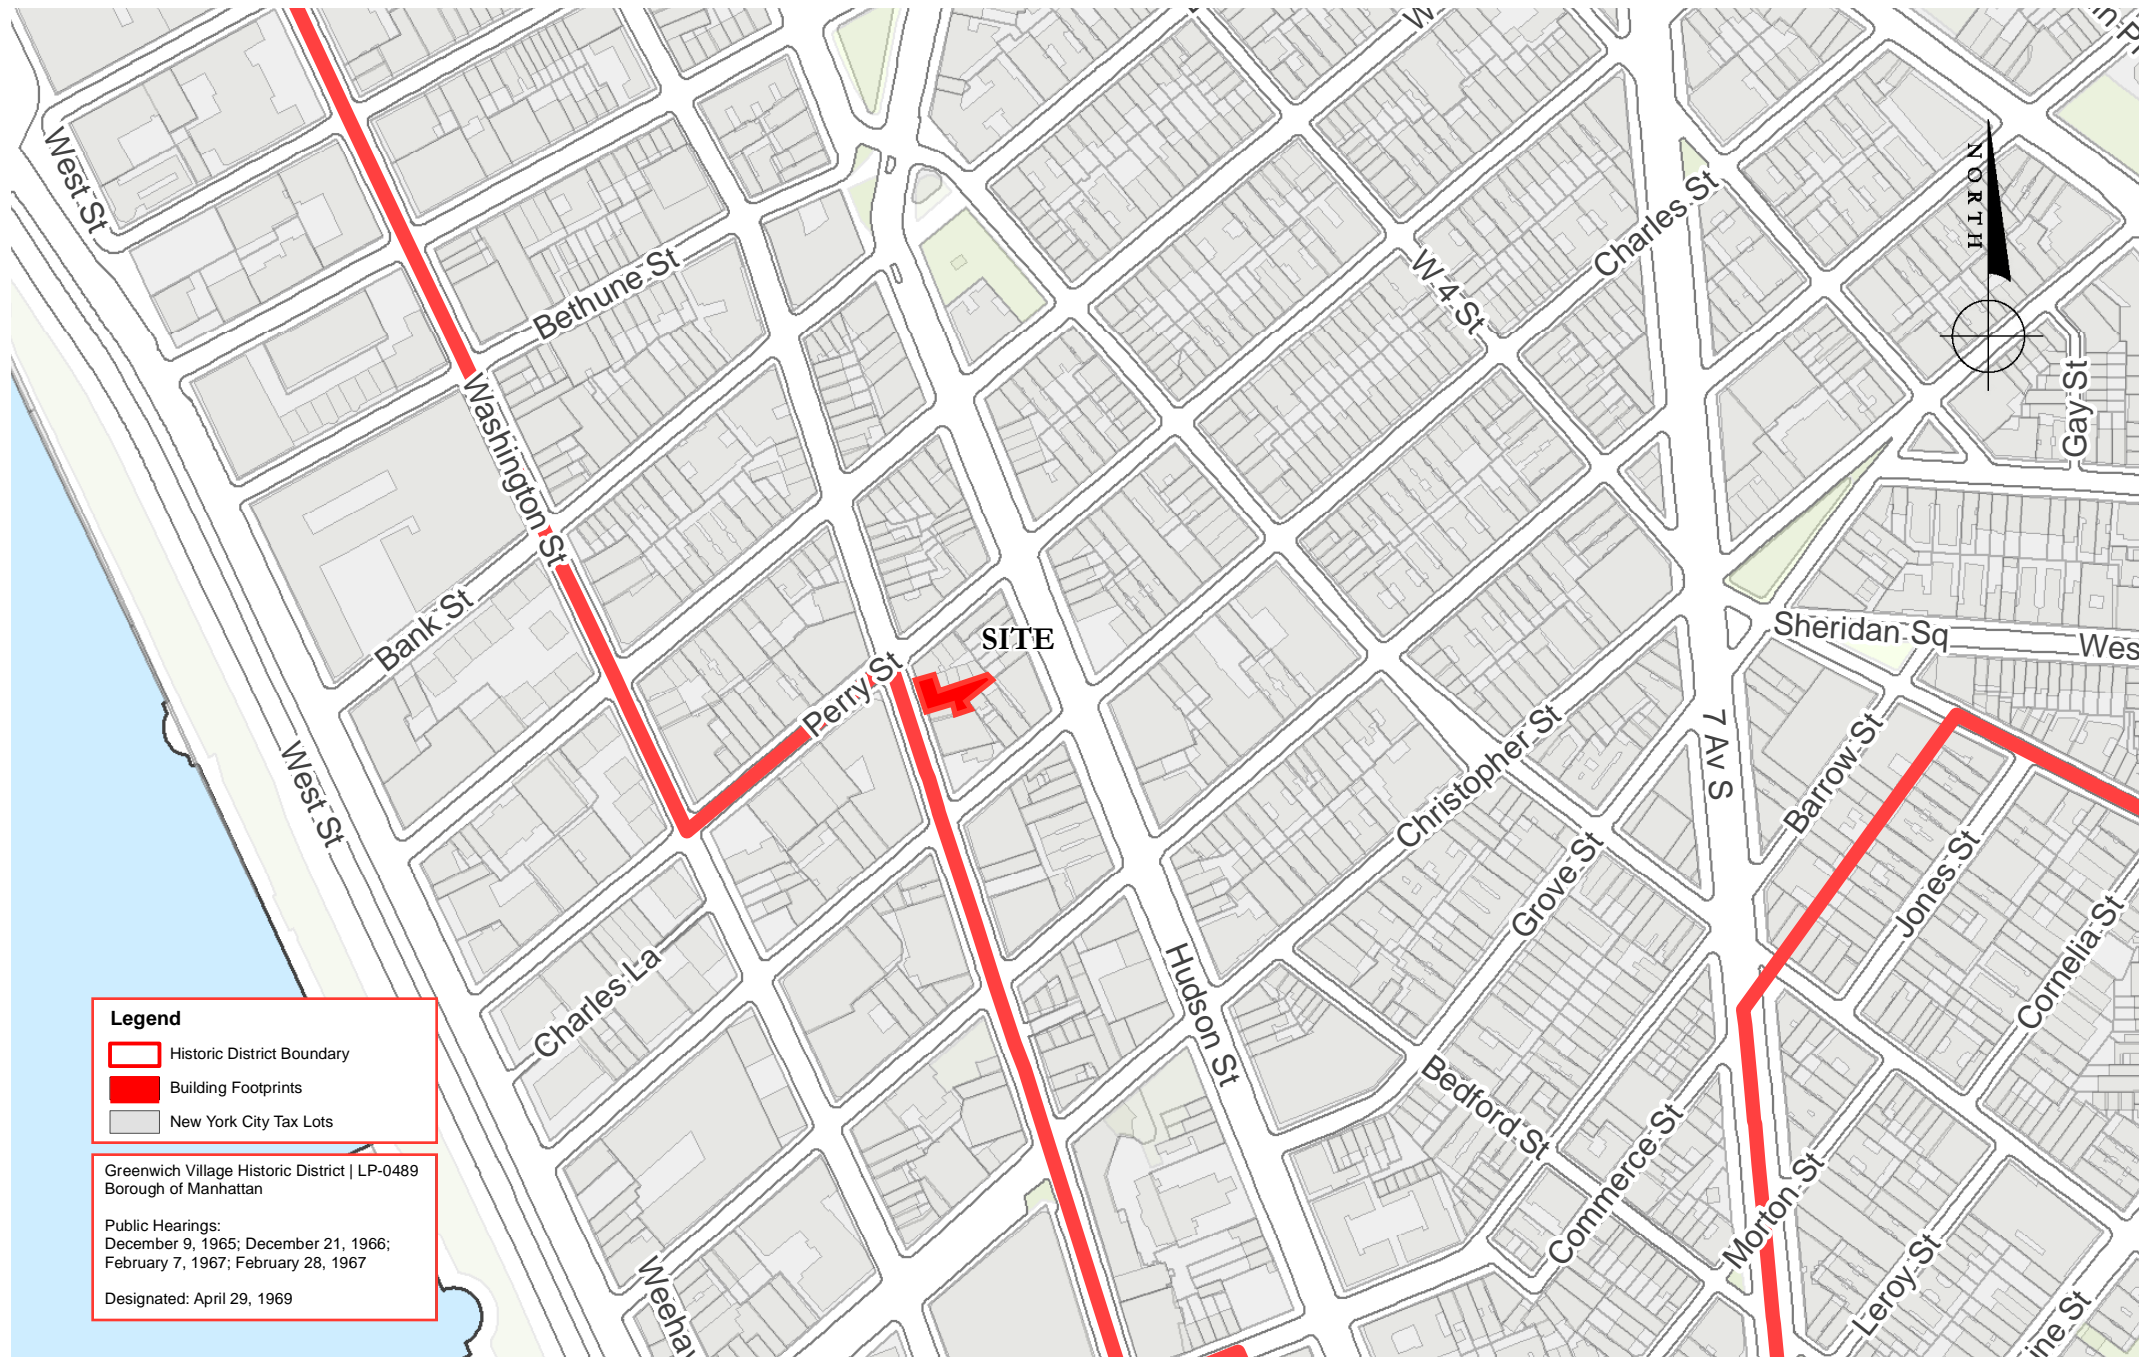 West St
Bethune St
Washington St
Bank St
Perry St
SITE
W 4 St
Charles St
NORTH
Gay St
Sheridan Sq
Wes
7 Av S
Barrow St
Christopher St
Grove St
Jones St
Cornelia St
West St
Charles La
Hudson St
Bedford St
Commerce St
Morton St
Leroy St
ine St
Weehaw
Legend
Historic District Boundary
Building Footprints
New York City Tax Lots
Greenwich Village Historic District | LP-0489
Borough of Manhattan
Public Hearings:
December 9, 1965; December 21, 1966;
February 7, 1967; February 28, 1967
Designated: April 29, 1969